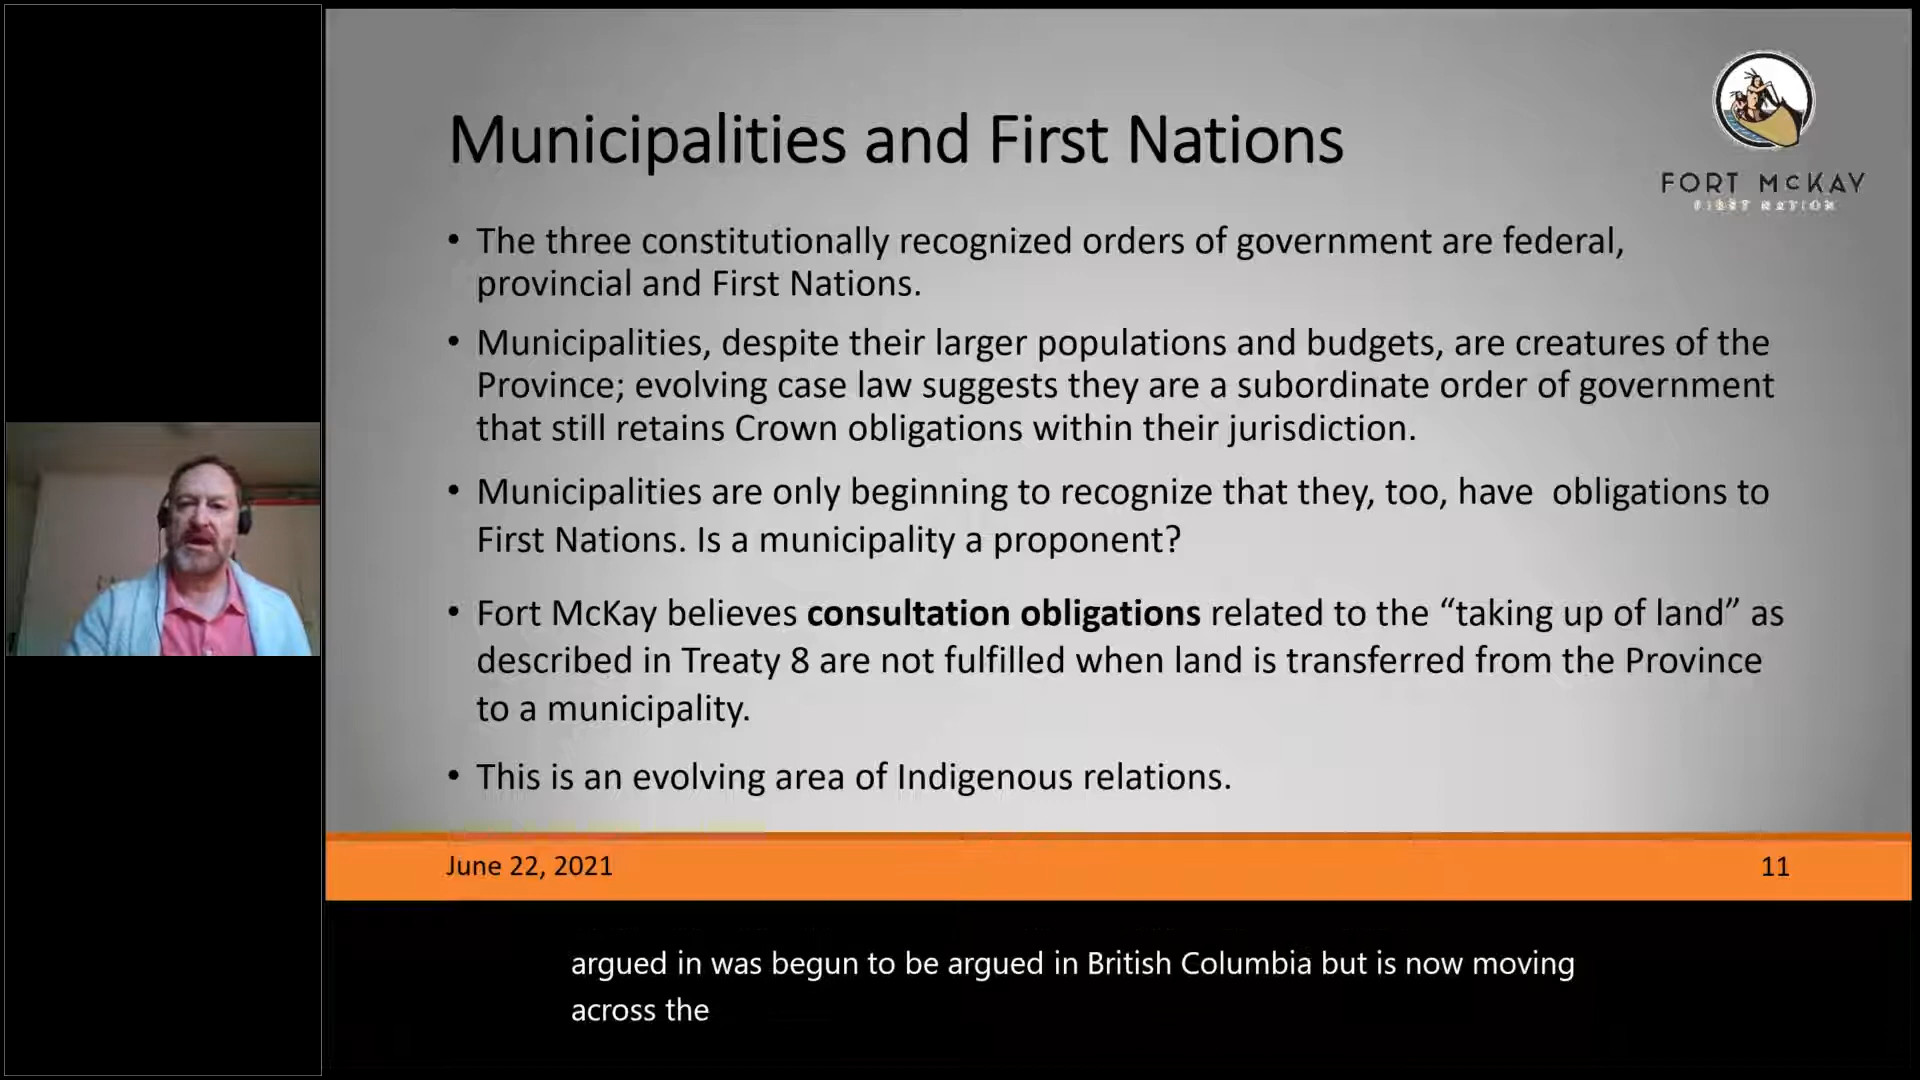 Municipalities and First Nations
FORT McKAY
FIRST NATION
• The three constitutionally recognized orders of government are federal,
provincial and First Nations.
• Municipalities, despite their larger populations and budgets, are creatures of the
Province; evolving case law suggests they are a subordinate order of government
that still retains Crown obligations within their jurisdiction.
• Municipalities are only beginning to recognize that they, too, have  obligations to
First Nations. Is a municipality a proponent?
• Fort McKay believes consultation obligations related to the “taking up of land” as
described in Treaty 8 are not fulfilled when land is transferred from the Province
to a municipality.
• This is an evolving area of Indigenous relations.
June 22, 2021
11
argued in was begun to be argued in British Columbia but is now moving
across the